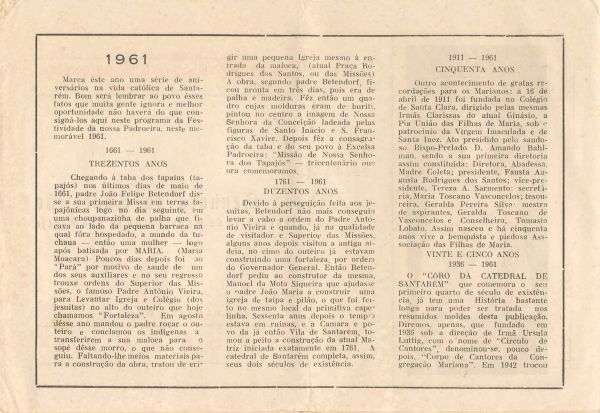 1961
Marca êste ano uma série de ani-
versários na vida católica de Santa-
rém. Bom será lembrar ao povo êsses
fatos que muita gente ignora e melhor
oportunidade não haverá do que con-
signá-los aqui neste programa da Fes-
tividade da nossa Padroeira, neste me-
morável 1961.
1661 — 1961
TREZENTOS ANOS
Chegando à taba dos tapaius (ta-
pajós) nos últimos dias de maio de
1661, padre João Felipe Betendorf dis-
se a sua primeira Missa em terras ta-
pajônicas logo no dia seguinte, em
uma choupanazinha de palha que fi-
cava ao lado da pequena barraca na
qual fôra hospedado, a mando da tu-
chaua — então uma mulher — logo
após batisada por MARIA. (Maria
Moacara) Poucos dias depois foi ao
"Pará" por motivo de saude de um
dos seus auxiliares e no seu regresso
trouxe ordens do Superior das Mis-
sões, o famoso Padre Antônio Vieira,
para Levantar Igreja e Colégio (dos
jesuitas) no alto do outeiro que hoje
chamamos "Fortaleza". Em agosto
dêsse ano mandou o padre roçar o ou-
teiro e conclamou os indígenas a
transferirem a sua maloca para o
sopé dêsse morro, o que não conse-
guiu. Faltando-lhe meios materiais pa-
ra a construção da obra, tratou de eri-
gir uma pequena Igreja mesmo à en-
trada da maloca, (atual Praça Ro-
drigues dos Santos, ou das Missões)
A obra, segundo padre Betendorf, fi-
cou pronta em três dias, pois era de
palha e madeira. Fêz então um qua-
dro cujas molduras eram de buriti,
pintou no centro a imagem de Nossa
Senhora da Conceição ladeada pelas
figuras de Santo Inácio e S. Fran-
cisco Xavier. Depois fêz a consagra-
ção da taba e do seu povo à Excelsa
Padroeira: "Missão de Nossa Senho-
ra dos Tapajós" — tricentenário que
ora comemoramos.
1761 — 1961
DUZENTOS ANOS
Devido à perseguição feita aos je-
suitas, Betendorf não mais conseguiu
levar a cabo a ordem do Padre Anto-
nio Vieira e quando, já na qualidade
de visitador e Superior das Missões,
alguns anos depois visitou a antiga al-
deia, no cimo do outeiro já estavam
construindo uma fortaleza, por ordem
do Governador General. Então Beten-
dorf pediu ao construtor da mesma,
Manoel da Mota Siqueira que ajudasse
o padre João Maria a construir uma
igreja de taipa e pilão, o que foi fei-
to no mesmo local da primitiva cape-
linha. Sessenta anos depois o templo
estava em ruinas, e a Camara e po-
vo da já então Vila de Santarém, to-
mou a peito a construção da atual Ma-
triz iniciada exatamente em 1761. A
catedral de Santarém completa, assim,
seus dois séculos de existência.
1911 — 1961
CINQUENTA ANOS
Outro acontecimento de gratas re-
cordações para os Marianos: a 16 de
abril de 1911 foi fundada no Colégio
de Santa Clara, dirigido pelas mesmas
Irmãs Clarissas do atual Ginásio, a
Pia União das Filhas de Maria, sob o
patrocinio da Virgem Imaculada e de
Santa Inez. Ato presidido pelo saudo-
so Bispo-Prelado D. Armando Bahl-
man, sendo a sua primeira diretoria
assim constituida: Diretora, Abadessa,
Madre Coleta; presidente, Fausta Au-
gusta Rodrigues dos Santos; vice-pre-
sidente, Tereza A. Sarmento: secretá-
ria, Maria Toscano Vasconcelos; tesou-
reira, Geralda Pereira Silva mestra
de aspirantes, Geralda Toscano de
Vasconcelos e Conselheira, Tomasia
Lobato. Assim nasceu e há cinquenta
anos vive a benquista e piedosa Asso-
ciação das Filhas de Maria.
VINTE E CINCO ANOS
1936 — 1961
O "CORO DA CATEDRAL DE
SANTARÉM" que comemora o seu
primeiro quarto de século de existên-
cia, já tem uma História bastante
longa para poder ser tratada nos
resumidos moldes desta publicação.
Diremos, apenas, que fundado em
1936 sob a direção de Irmã Ursula
Luttig, com o nome de "Circulo de
Cantores", denominou-se, pouco de-
pois, "Corpo de Cantores da Con-
gregação Mariana". Em 1942 trocou